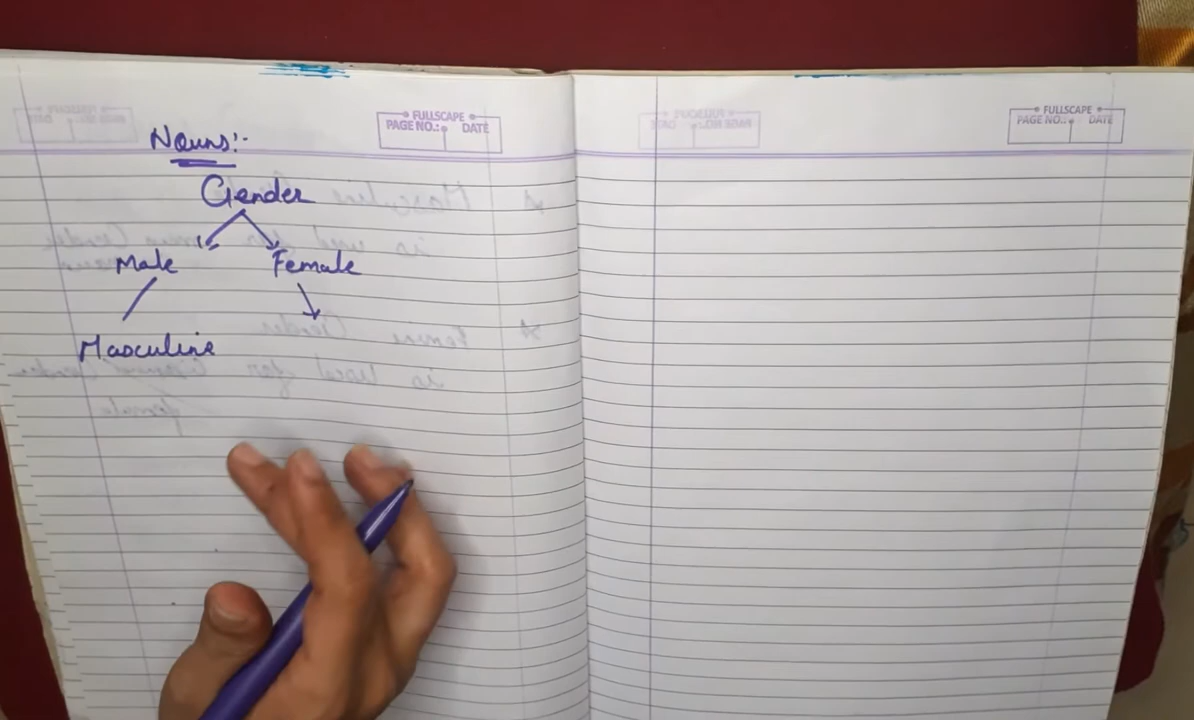 FULLSCAPE
PAGE NO.: DATE
FULLSCAPE
PAGE NO.: DATE
Nouns:-
Gender
Male Female
Masculine